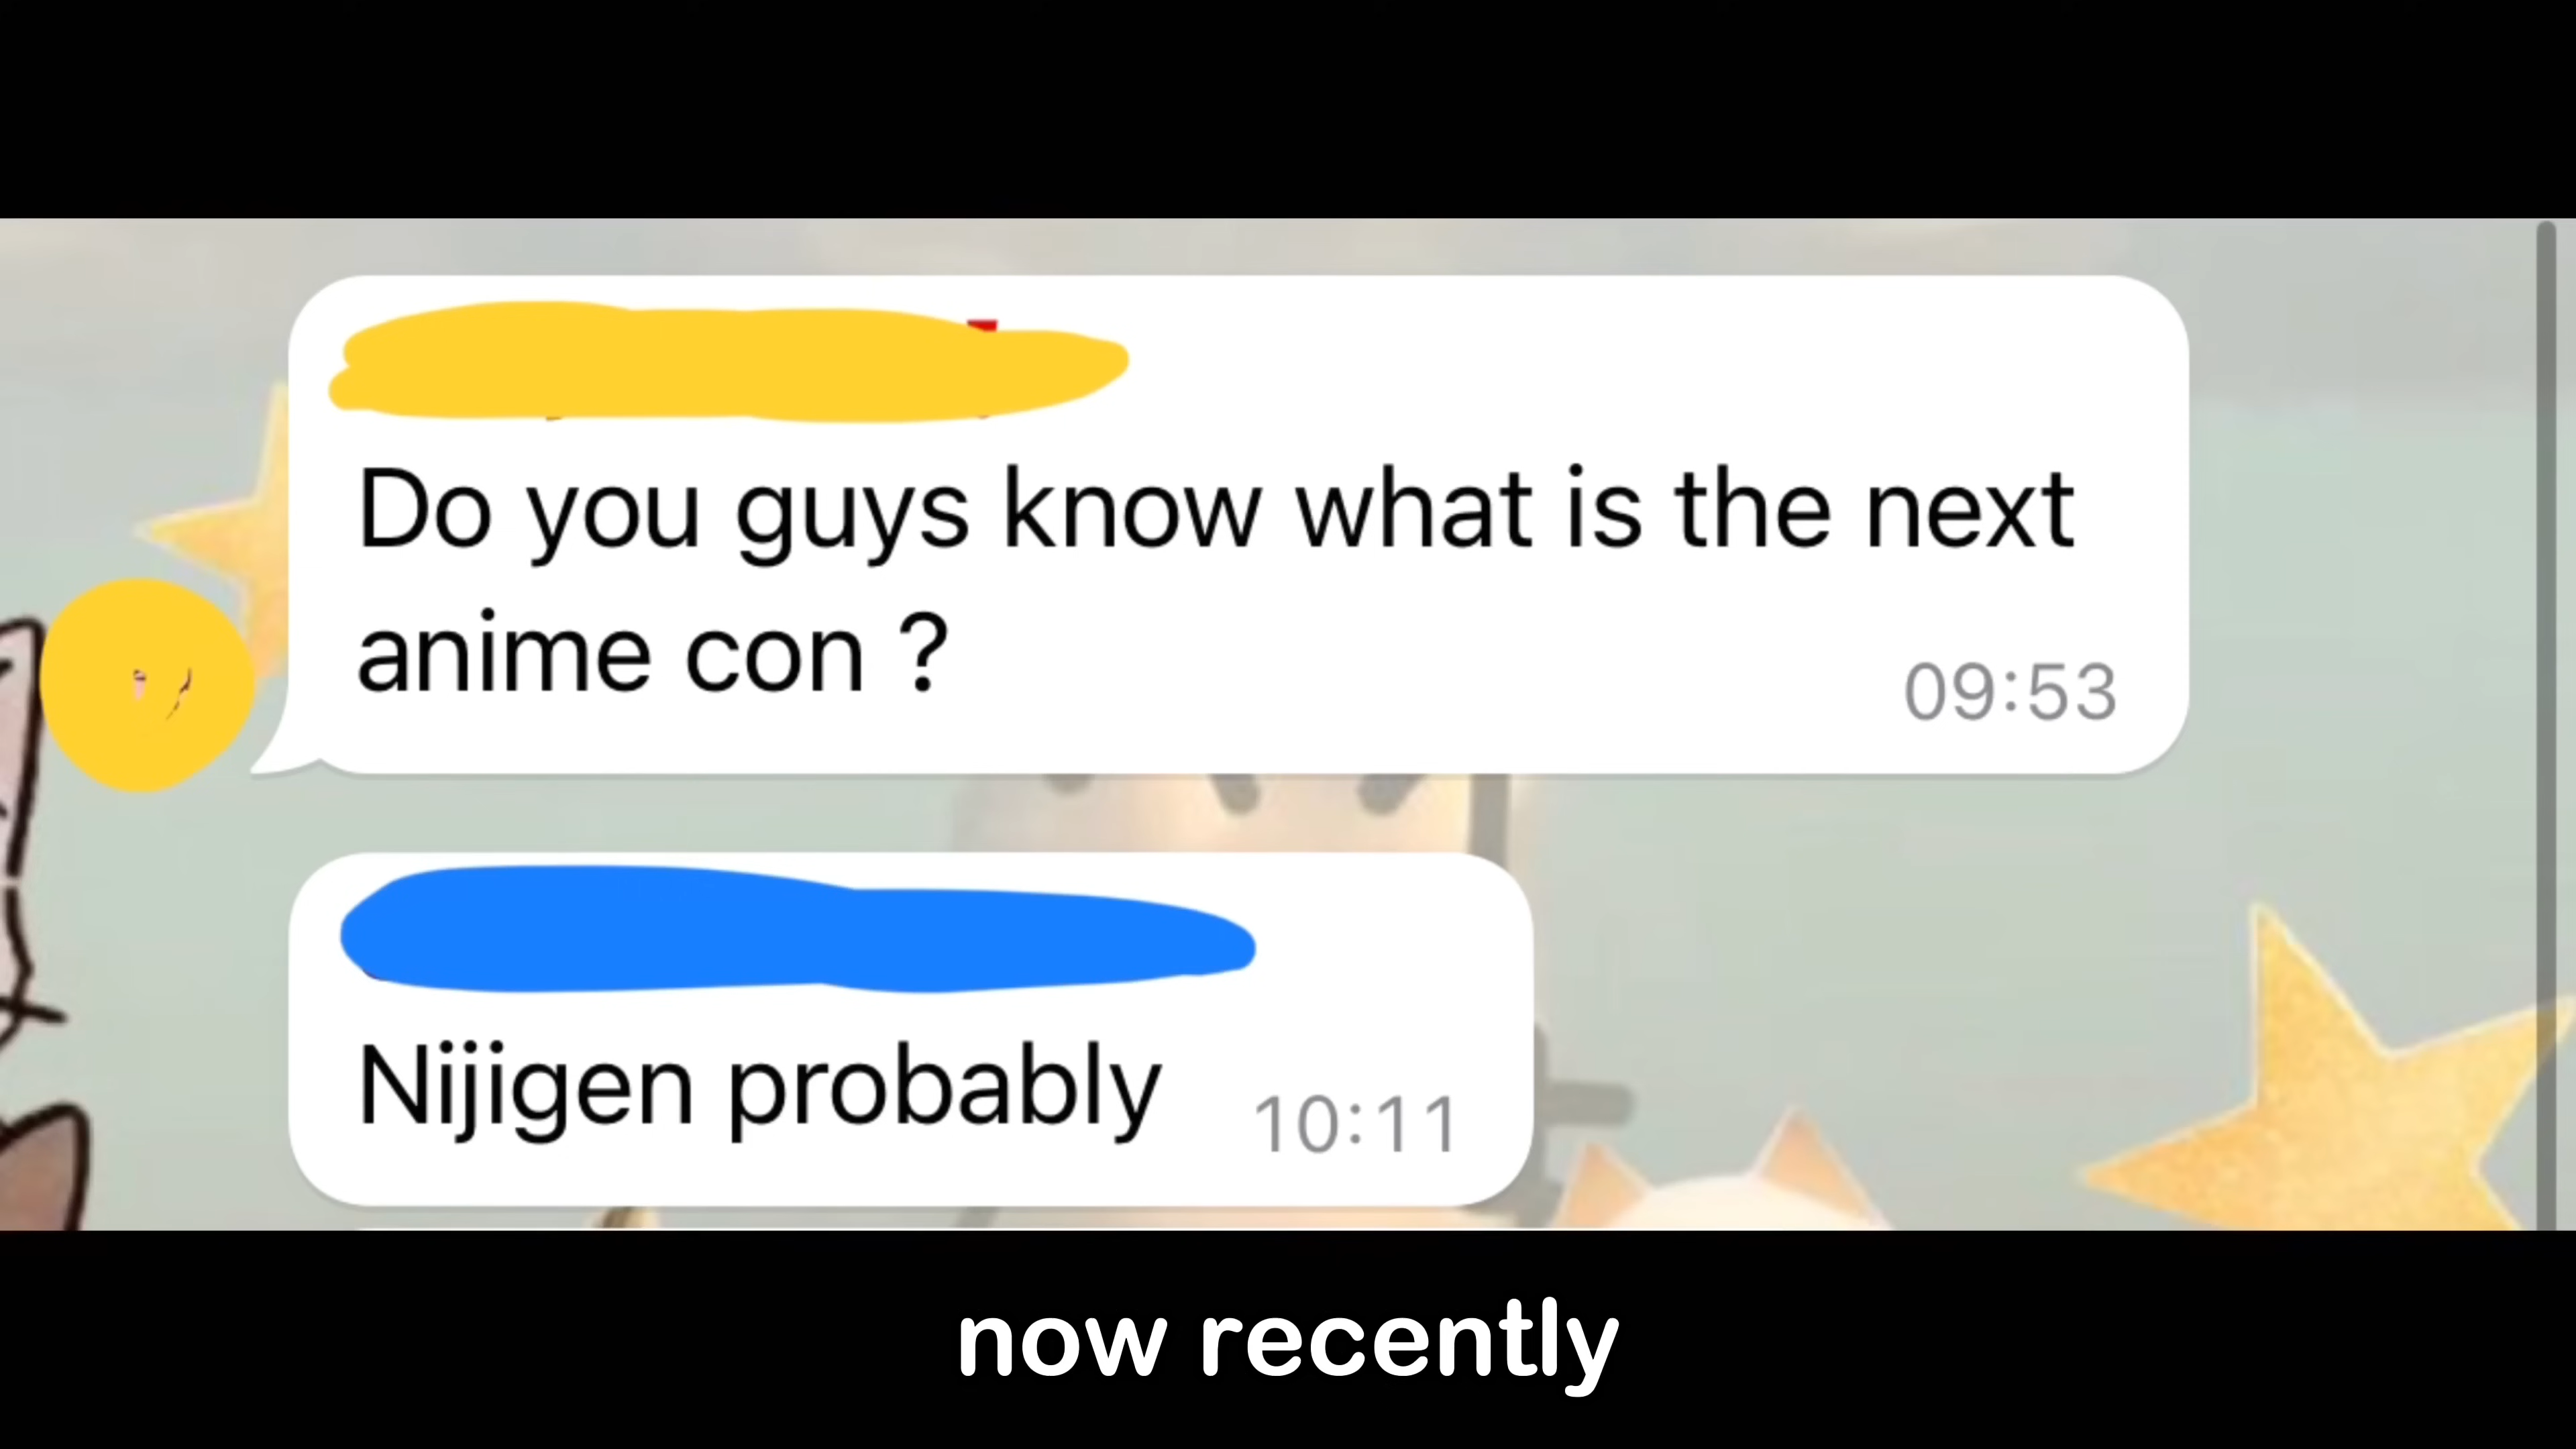 Do you guys know what is the next
anime con ?
09:53
Nijigen probably
10:11
now recently